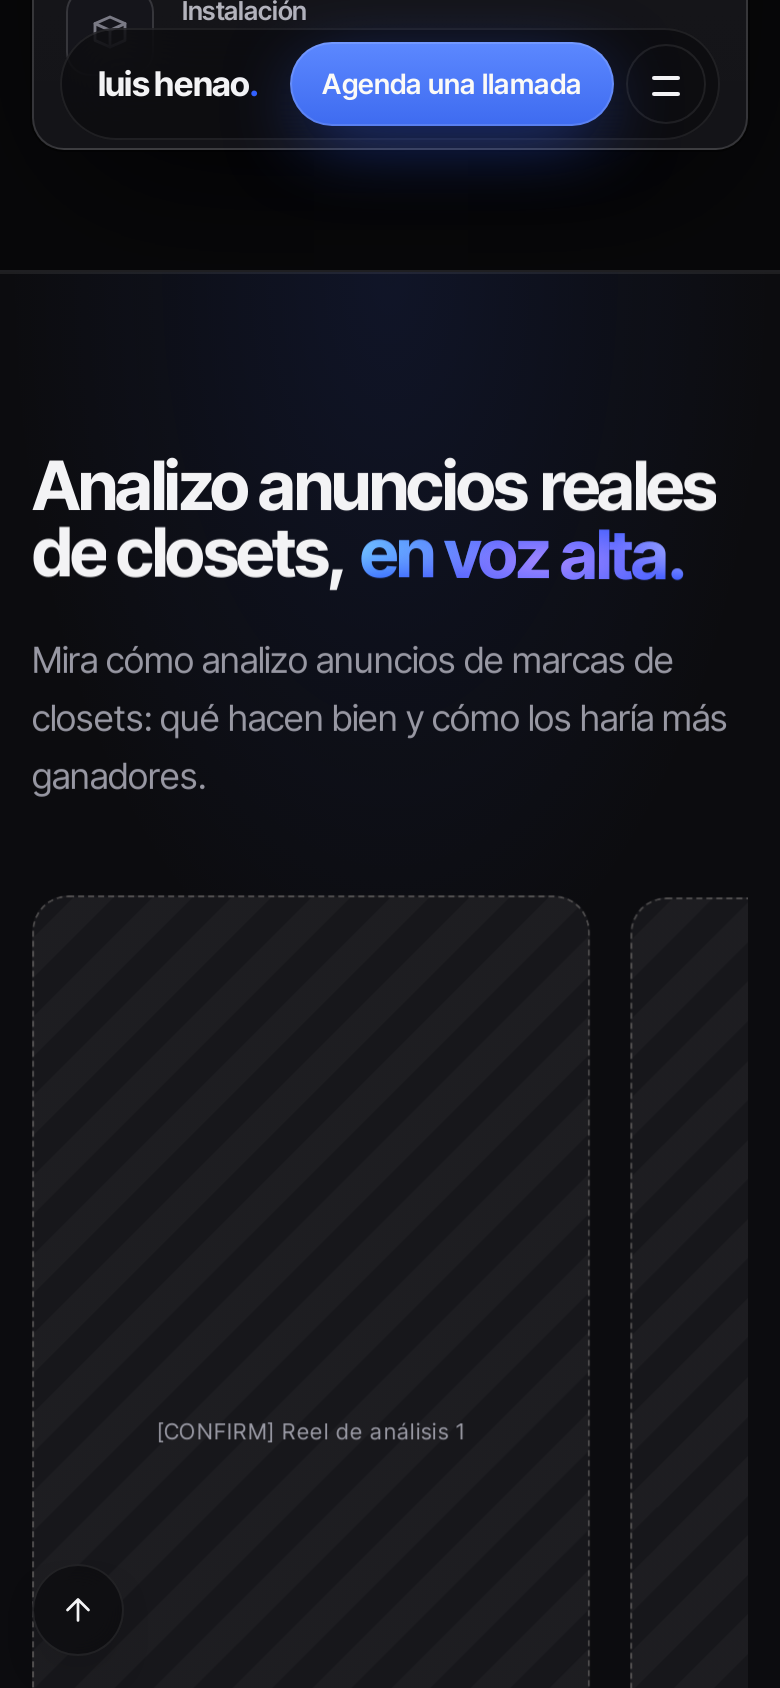 Instalación
luis henao.
Agenda una llamada
Analizo anuncios reales
de closets, en voz alta.
Mira cómo analizo anuncios de marcas de
closets: qué hacen bien y cómo los haría más
ganadores.
[CONFIRM] Reel de análisis 1